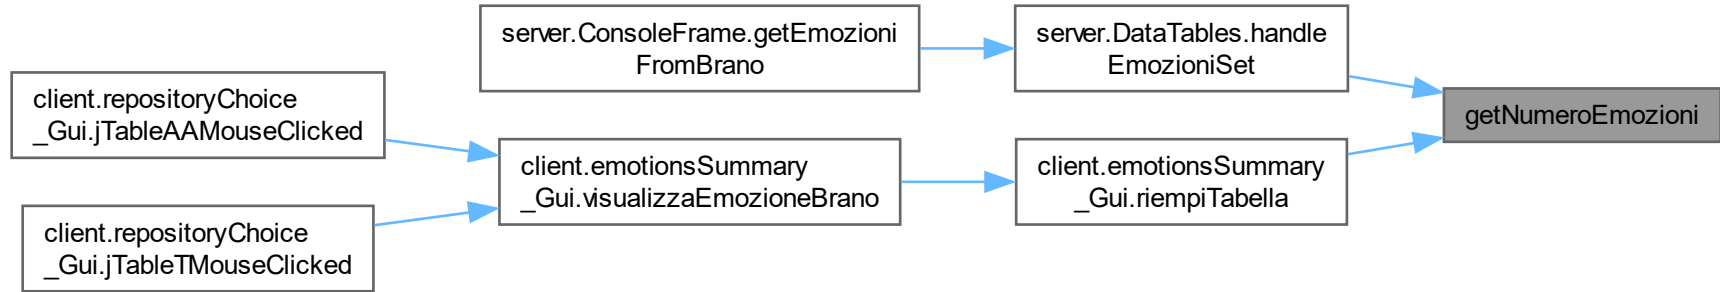 server.ConsoleFrame.getEmozioni
FromBrano
server.DataTables.handle
EmozioniSet
client.repositoryChoice
_Gui.jTableAAMouseClicked
getNumeroEmozioni
client.emotionsSummary
_Gui.visualizzaEmozioneBrano
client.emotionsSummary
_Gui.riempiTabella
client.repositoryChoice
_Gui.jTableTMouseClicked